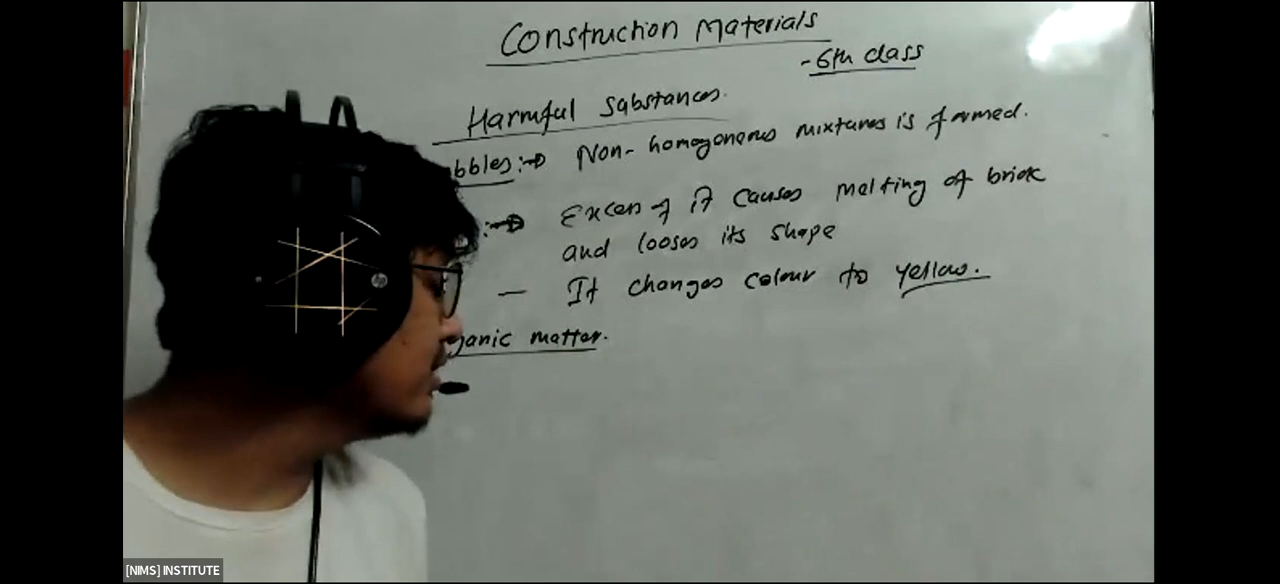 Construction Materials
- 6th class
Harmful Substances.
bbles :→ Non-homogeneous mixtures is formed.
:→ Excess of it causes melting of brick
and looses its shape
— It changes colour to yellow.
ganic matter.
[NIMS] INSTITUTE